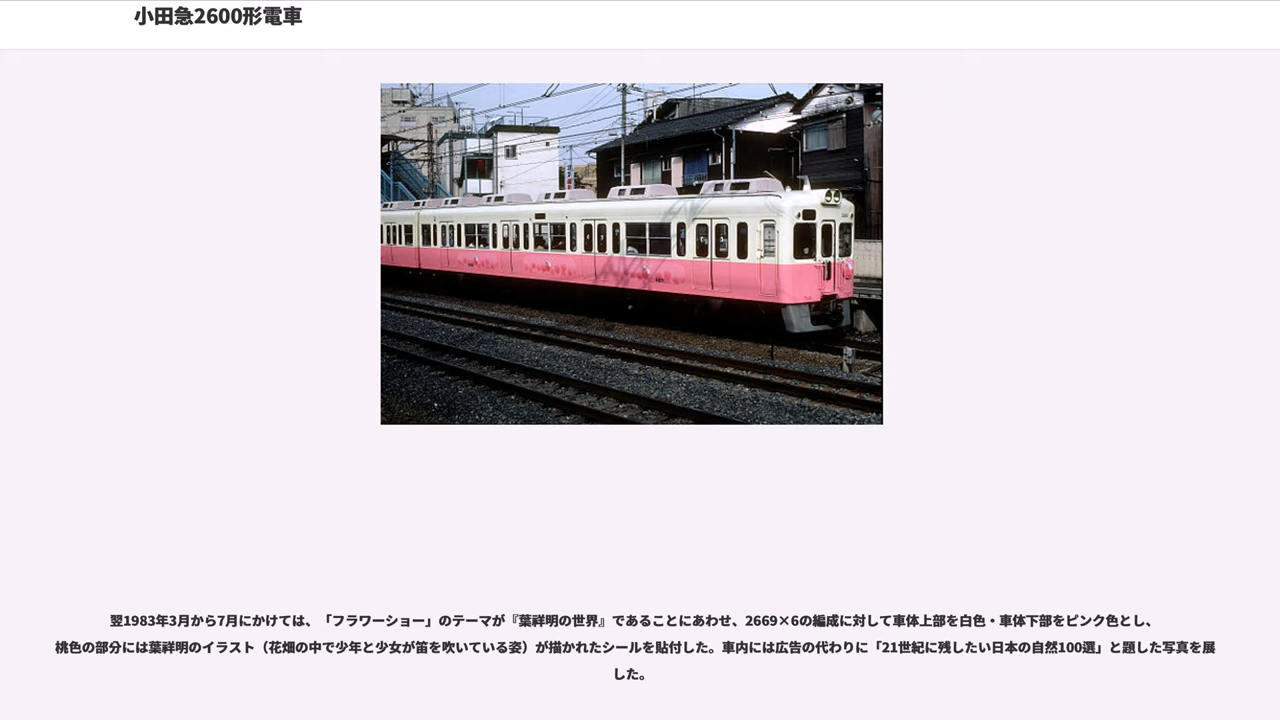 小田急2600形電車
翌1983年3月から7月にかけては、「フラワーショー」のテーマが『葉祥明の世界』であることにあわせ、2669×6の編成に対して車体上部を白色・車体下部をピンク色とし、
桃色の部分には葉祥明のイラスト（花畑の中で少年と少女が笛を吹いている姿）が描かれたシールを貼付した。車内には広告の代わりに「21世紀に残したい日本の自然100選」と題した写真を展
した。